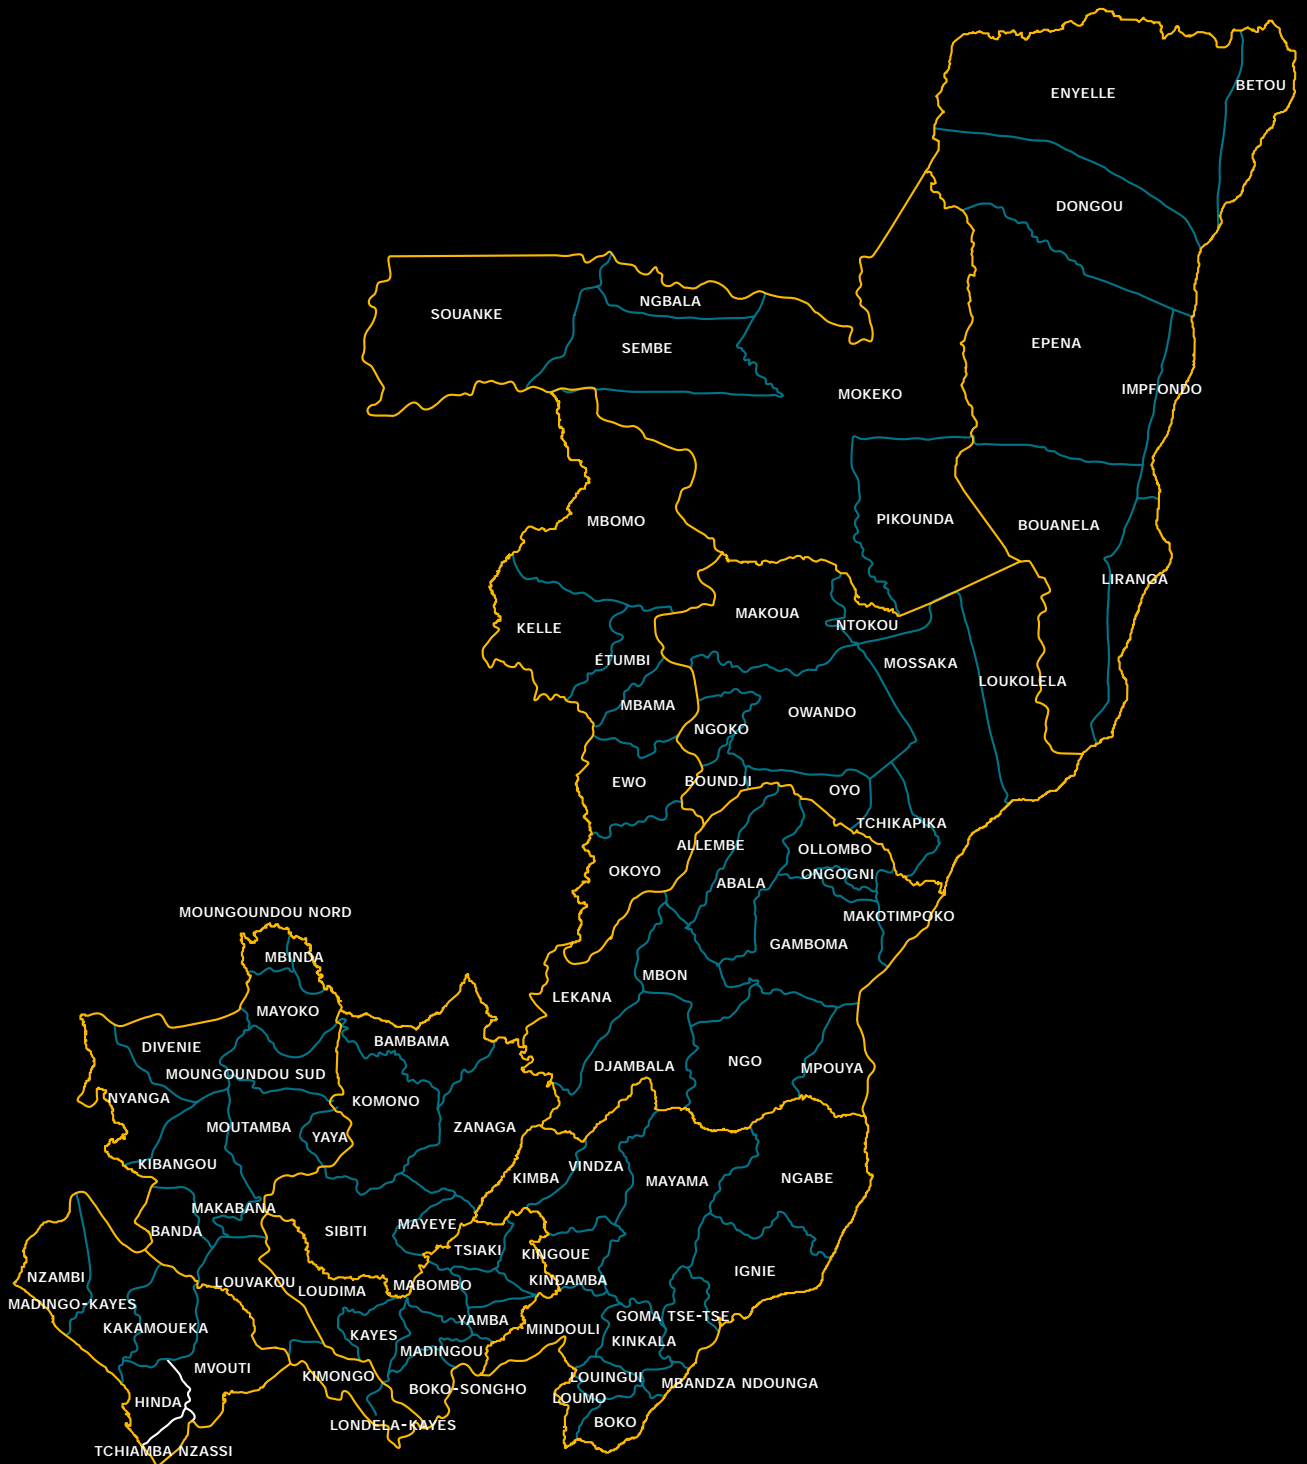 BETOU
ENYELLE
DONGOU
NGBALA
SOUANKE
EPENA
SEMBE
IMPFONDO
MOKEKO
PIKOUNDA
MBOMO
BOUANELA
LIRANGA
MAKOUA
NTOKOU
KELLE
ÉTUMBI
MOSSAKA
LOUKOLELA
MBAMA
OWANDO
NGOKO
EWO
BOUNDJI
OYO
TCHIKAPIKA
ALLEMBE
OLLOMBO
OKOYO
ONGOGNI
ABALA
MOUNGOUNDOU NORD
MAKOTIMPOKO
GAMBOMA
MBINDA
MBON
LEKANA
MAYOKO
BAMBAMA
DIVENIE
NGO
DJAMBALA
MPOUYA
MOUNGOUNDOU SUD
NYANGA
KOMONO
MOUTAMBA
ZANAGA
YAYA
KIBANGOU
VINDZA
KIMBA
MAYAMA
NGABE
MAKABANA
MAYEYE
BANDA
SIBITI
TSIAKI
KINGOUE
IGNIE
NZAMBI
LOUVAKOU
KINDAMBA
MABOMBO
LOUDIMA
MADINGO-KAYES
GOMA TSE-TSE
YAMBA
KAKAMOUEKA
MINDOULI
KAYES
KINKALA
MADINGOU
MVOUTI
KIMONGO
LOUINGUI
MBANDZA NDOUNGA
BOKO-SONGHO
LOUMO
HINDA
BOKO
LONDELA-KAYES
TCHIAMBA NZASSI